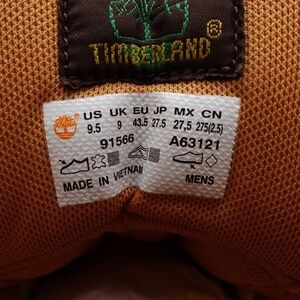 TIMBERLAND®
US UK EU JP MX CN
9.5 9 43.5 27.5 27,5 275(2.5)
91566 A63121
MADE IN VIETNAM MENS